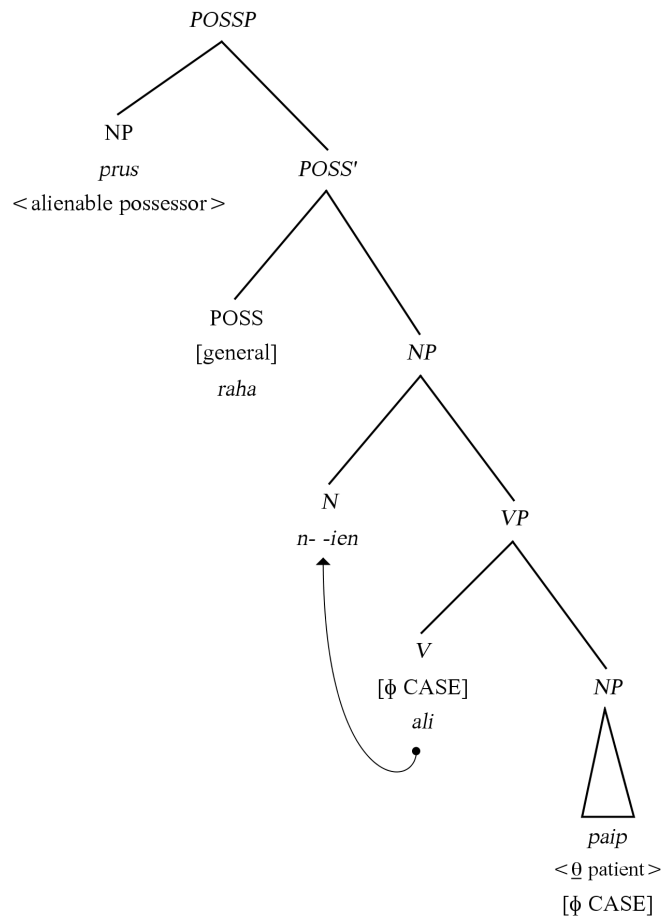 POSSP
NP
prus
<alienable possessor>
POSS'
POSS
[general]
raha
NP
N
n- -ien
VP
V
[ϕ CASE]
ali
NP
paip
<θ patient>
[ϕ CASE]